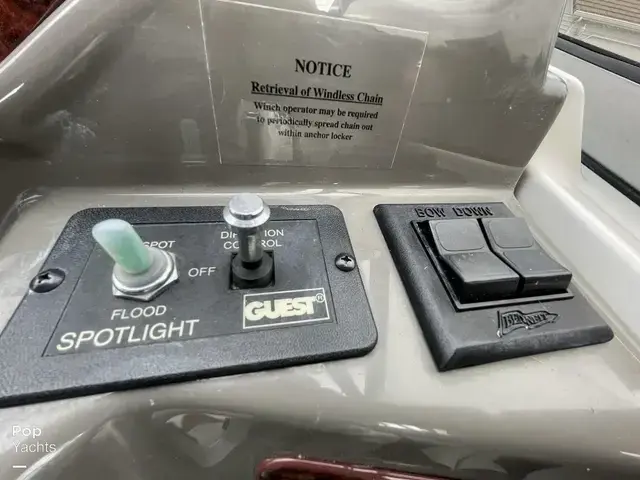 NOTICE
Retrieval of Windless Chain
Winch operator may be required
to periodically spread chain out
within anchor locker
BOW DOWN
SPOT
DIRECTION
CONTROL
OFF
GUEST®
FLOOD
SPOTLIGHT
BENNETT
Pop
Yachts